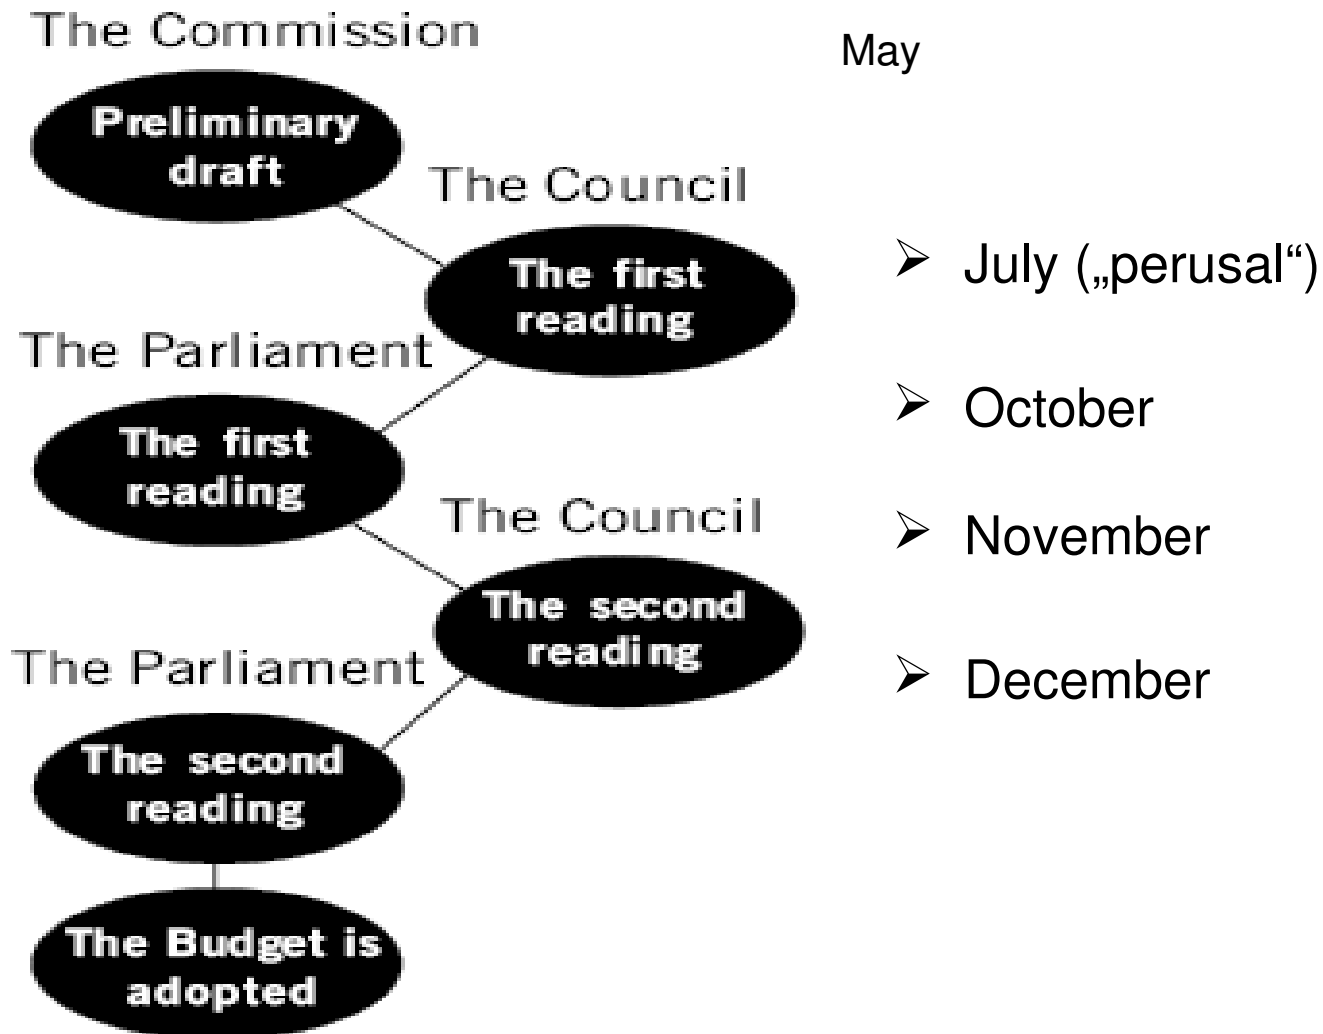 The Commission
May
Preliminary
draft
The Council
The first
reading
➢ July („perusal“)
The Parliament
The first
reading
➢ October
The Council
The second
reading
➢ November
The Parliament
The second
reading
➢ December
The Budget is
adopted